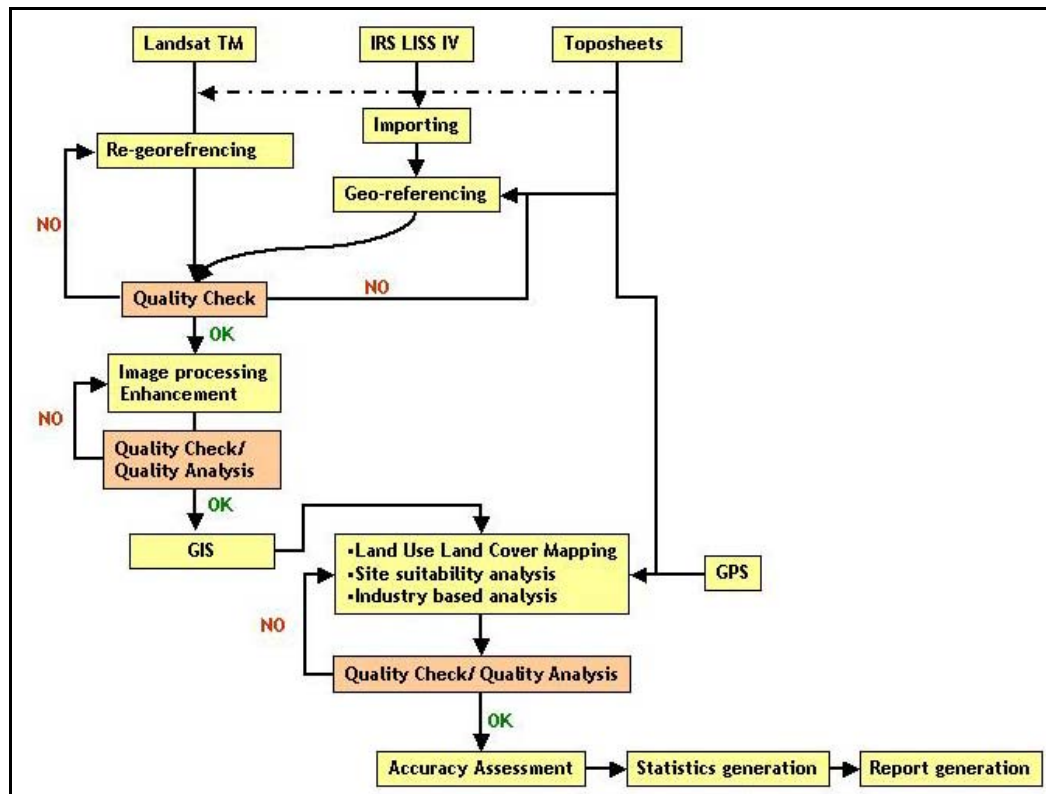 Landsat TM
IRS LISS IV
Toposheets
Importing
Re-georefrencing
Geo-referencing
NO
NO
Quality Check
OK
Image processing
Enhancement
NO
Quality Check/
Quality Analysis
OK
GIS
▪Land Use Land Cover Mapping
▪Site suitability analysis
▪Industry based analysis
GPS
NO
Quality Check/ Quality Analysis
OK
Accuracy Assessment
Statistics generation
Report generation